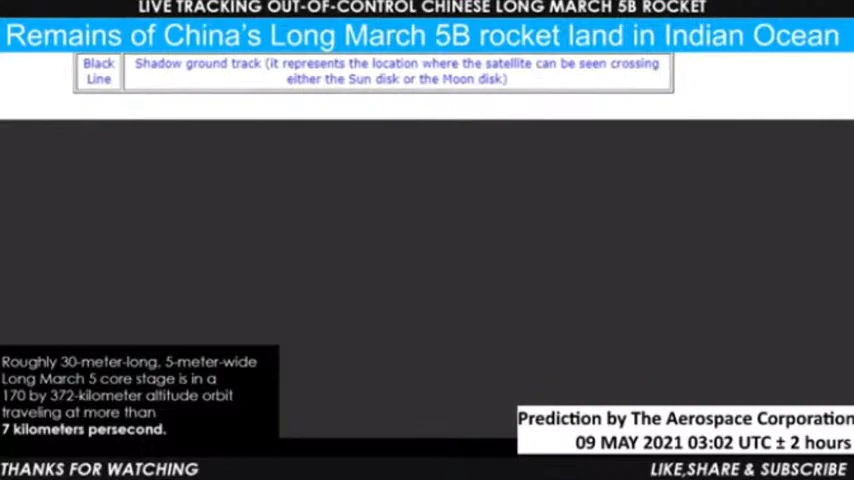 LIVE TRACKING OUT-OF-CONTROL CHINESE LONG MARCH 5B ROCKET
Remains of China's Long March 5B rocket land in Indian Ocean
Black Line
Shadow ground track (it represents the location where the satellite can be seen crossing
either the Sun disk or the Moon disk)
Roughly 30-meter-long, 5-meter-wide
Long March 5 core stage is in a
170 by 372-kilometer altitude orbit
traveling at more than
7 kilometers persecond.
Prediction by The Aerospace Corporation
09 MAY 2021 03:02 UTC ± 2 hours
THANKS FOR WATCHING
LIKE,SHARE & SUBSCRIBE